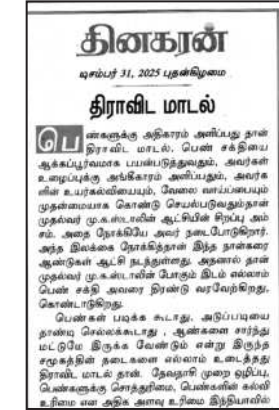 தினகரன்
டிசம்பர் 31, 2025 புதன்கிழமை
திராவிட மாடல்
பெண்களுக்கு அதிகாரம் அளிப்பது தான்
திராவிட மாடல். பெண் சக்தியை
ஆக்கப்பூர்வமாக பயன்படுத்துவதும், அவர்கள்
உழைப்புக்கு அங்கீகாரம் அளிப்பதும், அவர்க
ளின் உயர்கல்வியையும், வேலை வாய்ப்பையும்
முதன்மையாக கொண்டு செயல்படுவதும்தான்
முதல்வர் மு.க.ஸ்டாலின் ஆட்சியின் சிறப்பு அம்
சம். அதை நோக்கியே அவர் நடைபோடுகிறார்.
அந்த இலக்கை நோக்கித்தான் இந்த நான்கரை
ஆண்டுகள் ஆட்சி நடந்துள்ளது. அதனால் தான்
முதல்வர் மு.க.ஸ்டாலின் போகும் இடம் எல்லாம்
பெண் சக்தி அவரை திரண்டு வரவேற்கிறது,
கொண்டாடுகிறது.
பெண்கள் படிக்க கூடாது, அடுப்படியை
தாண்டி செல்லக்கூடாது , ஆண்களை சார்ந்து
மட்டுமே இருக்க வேண்டும் என்று இருந்த
சமூகத்தின் தடைகளை எல்லாம் உடைத்தது
திராவிட மாடல் தான். தேவதாசி முறை ஒழிப்பு,
பெண்களுக்கு சொத்துரிமை, பெண்களின் கல்வி
உரிமை என அதிக அளவு உரிமை இந்தியாவில்